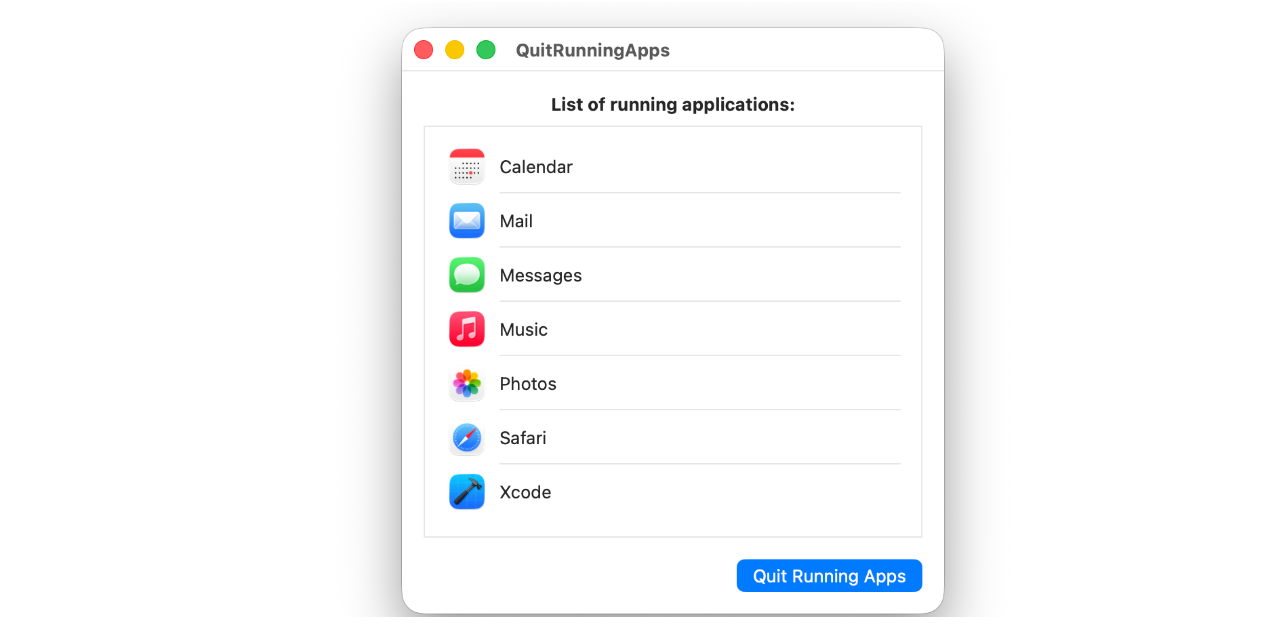 QuitRunningApps
List of running applications:
Calendar
Mail
Messages
Music
Photos
Safari
Xcode
Quit Running Apps